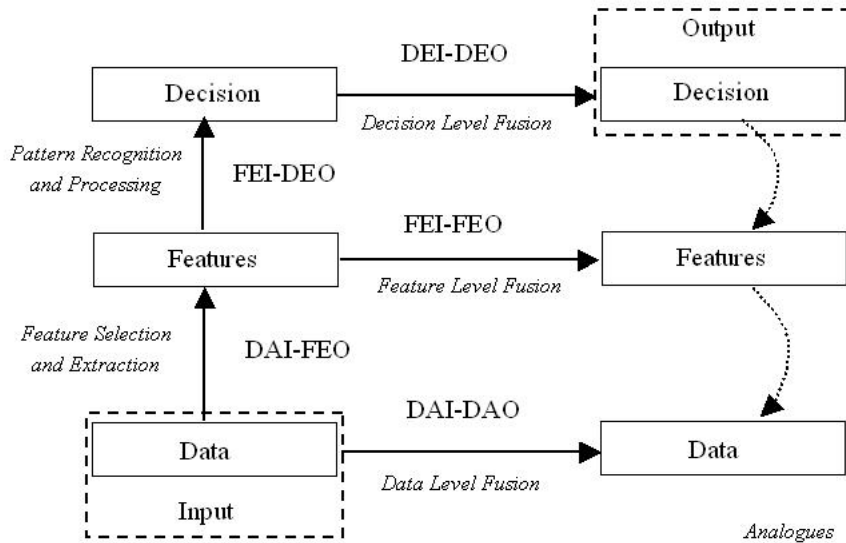 Output
DEI-DEO
Decision
Decision
Decision Level Fusion
Pattern Recognition
and Processing
FEI-DEO
FEI-FEO
Features
Features
Feature Level Fusion
Feature Selection
and Extraction
DAI-FEO
DAI-DAO
Data
Data
Data Level Fusion
Input
Analogues